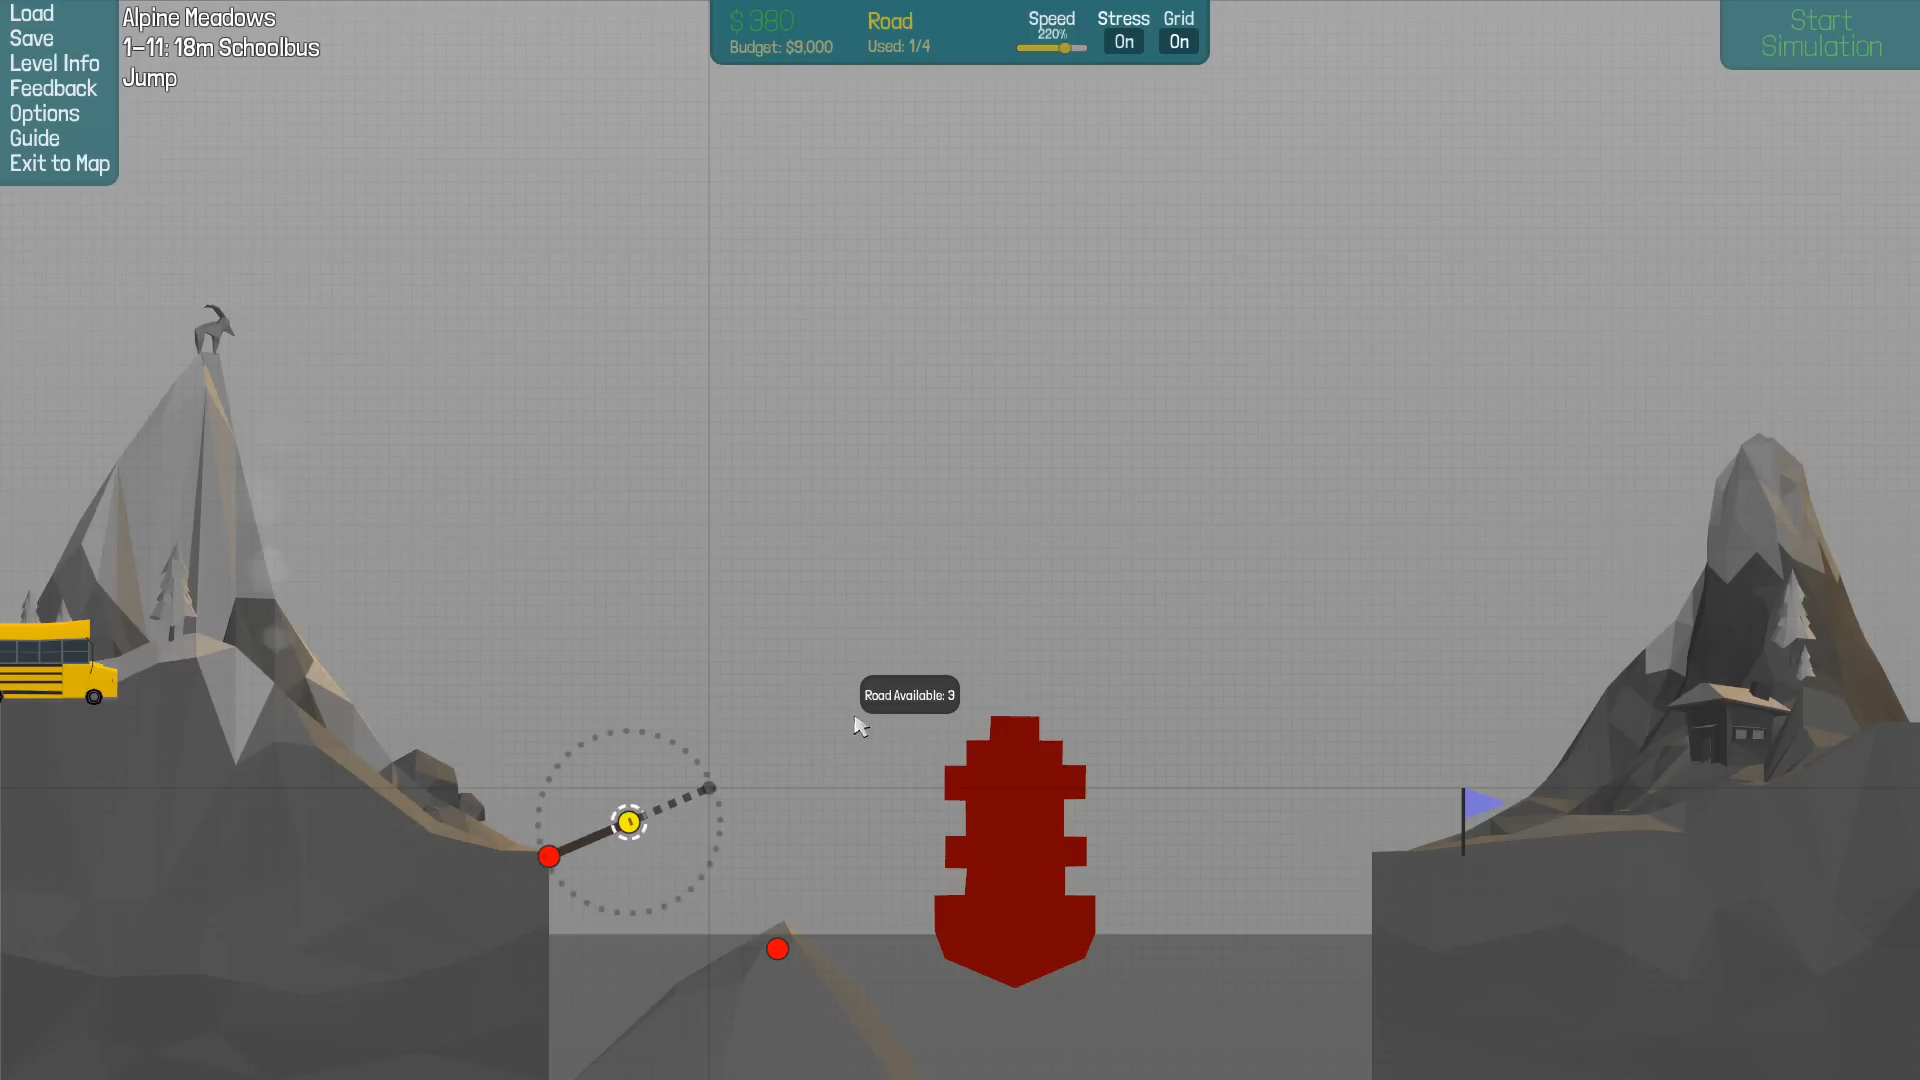 Load
Save
Level Info
Feedback
Options
Guide
Exit to Map
Alpine Meadows
1-11: 18m Schoolbus
Jump
$ 380
Budget: $9,000
Road
Used: 1/4
Speed
220%
Stress
On
Grid
On
Start
Simulation
Road Available: 3